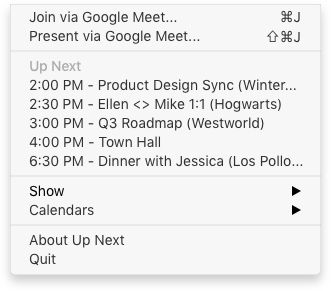 Join via Google Meet... ⌘J
Present via Google Meet... ⇧⌘J
Up Next
2:00 PM - Product Design Sync (Winter...
2:30 PM - Ellen <> Mike 1:1 (Hogwarts)
3:00 PM - Q3 Roadmap (Westworld)
4:00 PM - Town Hall
6:30 PM - Dinner with Jessica (Los Pollo...
Show ▶
Calendars ▶
About Up Next
Quit